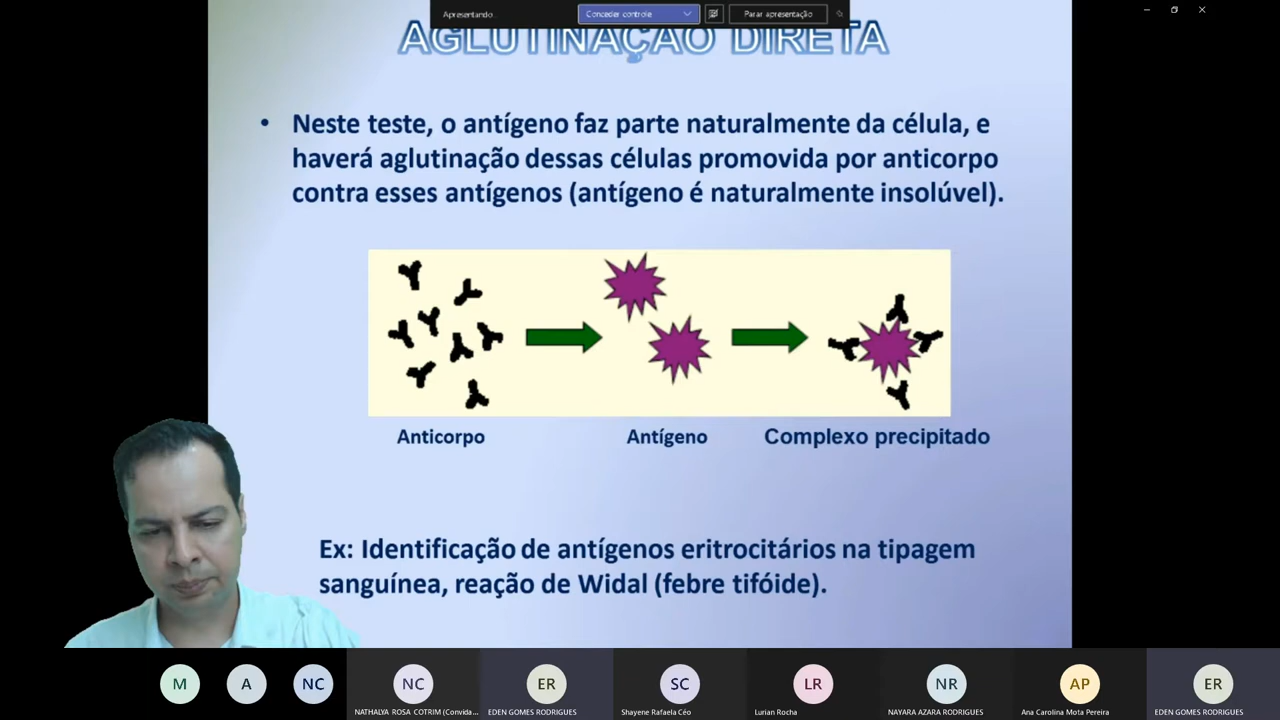 Apresentando...
Conceder controle
Parar apresentação
AGLUTINAÇÃO DIRETA
• Neste teste, o antígeno faz parte naturalmente da célula, e
haverá aglutinação dessas células promovida por anticorpo
contra esses antígenos (antígeno é naturalmente insolúvel).
Anticorpo
Antígeno
Complexo precipitado
Ex: Identificação de antígenos eritrocitários na tipagem
sanguínea, reação de Widal (febre tifóide).
M
A
NC
NC
ER
SC
LR
NR
AP
ER
NATHALYA ROSA COTRIM (Convida...
EDEN GOMES RODRIGUES
Shayene Rafaela Céo
Lurian Rocha
NAYARA AZARA RODRIGUES
Ana Carolina Mota Pereira
EDEN GOMES RODRIGUES